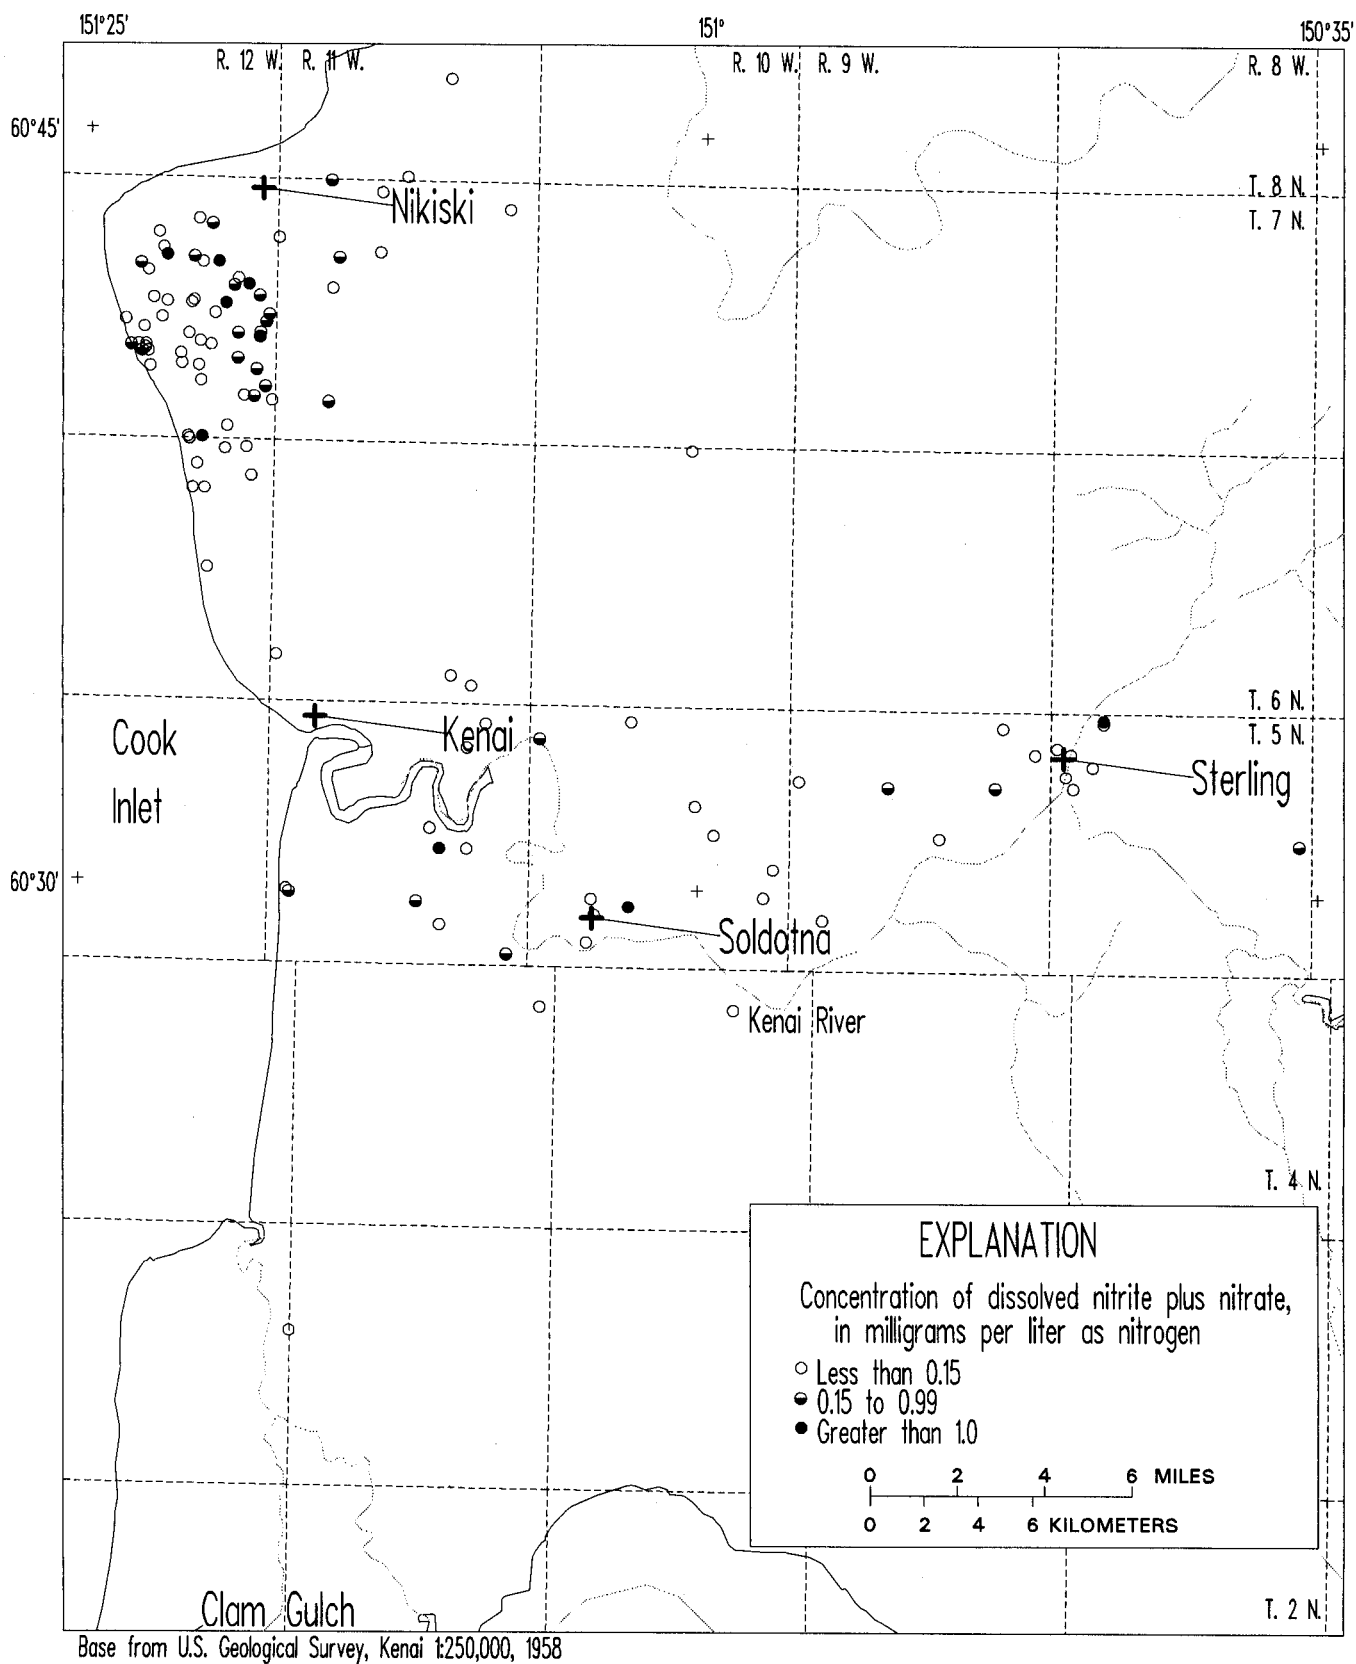 151°25'
151°
150°35'
R. 12 W. R. 11 W.
R. 10 W. R. 9 W.
R. 8 W.
60°45'
T. 8 N.
Nikiski
T. 7 N.
T. 6 N.
Cook
Kenai
T. 5 N.
Sterling
Inlet
60°30'
Soldotna
Kenai River
T. 4 N.
EXPLANATION
Concentration of dissolved nitrite plus nitrate,
in milligrams per liter as nitrogen
Less than 0.15
0.15 to 0.99
Greater than 1.0
0 2 4 6 MILES
0 2 4 6 KILOMETERS
Clam Gulch
T. 2 N.
Base from U.S. Geological Survey, Kenai 1:250,000, 1958